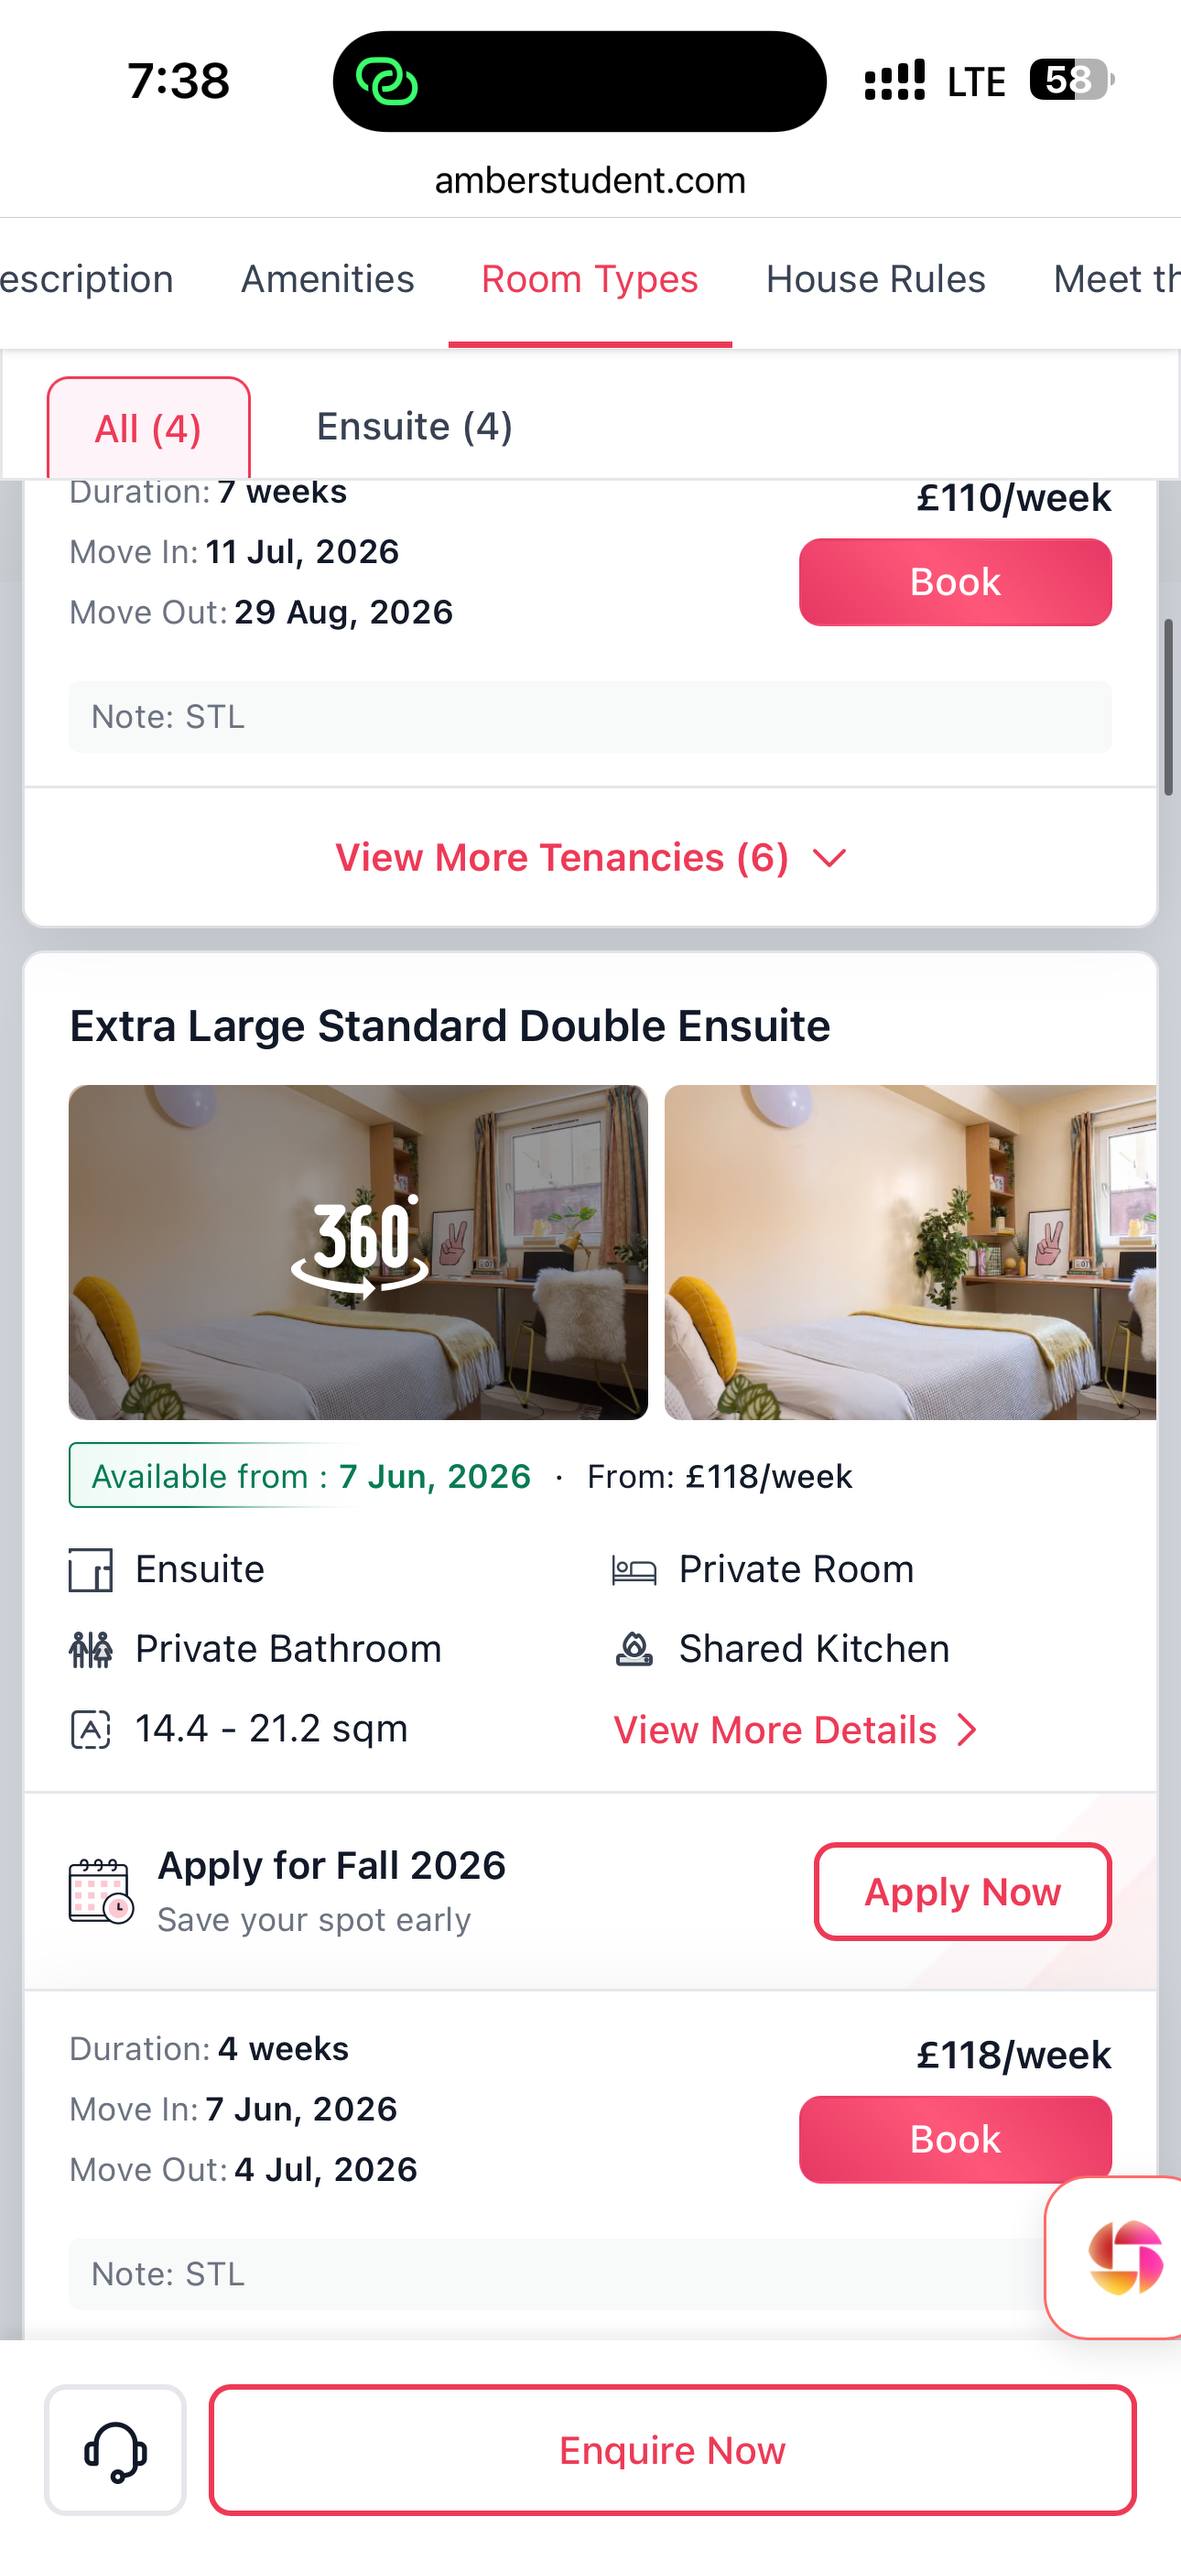 7:38
LTE
58
amberstudent.com
escription
Amenities
Room Types
House Rules
Meet th
All (4)
Ensuite (4)
Duration: 7 weeks
£110/week
Move In: 11 Jul, 2026
Book
Move Out: 29 Aug, 2026
Note: STL
View More Tenancies (6)
Extra Large Standard Double Ensuite
360°
Available from : 7 Jun, 2026 · From: £118/week
Ensuite
Private Room
Private Bathroom
Shared Kitchen
14.4 - 21.2 sqm
View More Details
Apply for Fall 2026
Save your spot early
Apply Now
Duration: 4 weeks
£118/week
Move In: 7 Jun, 2026
Book
Move Out: 4 Jul, 2026
Note: STL
Enquire Now